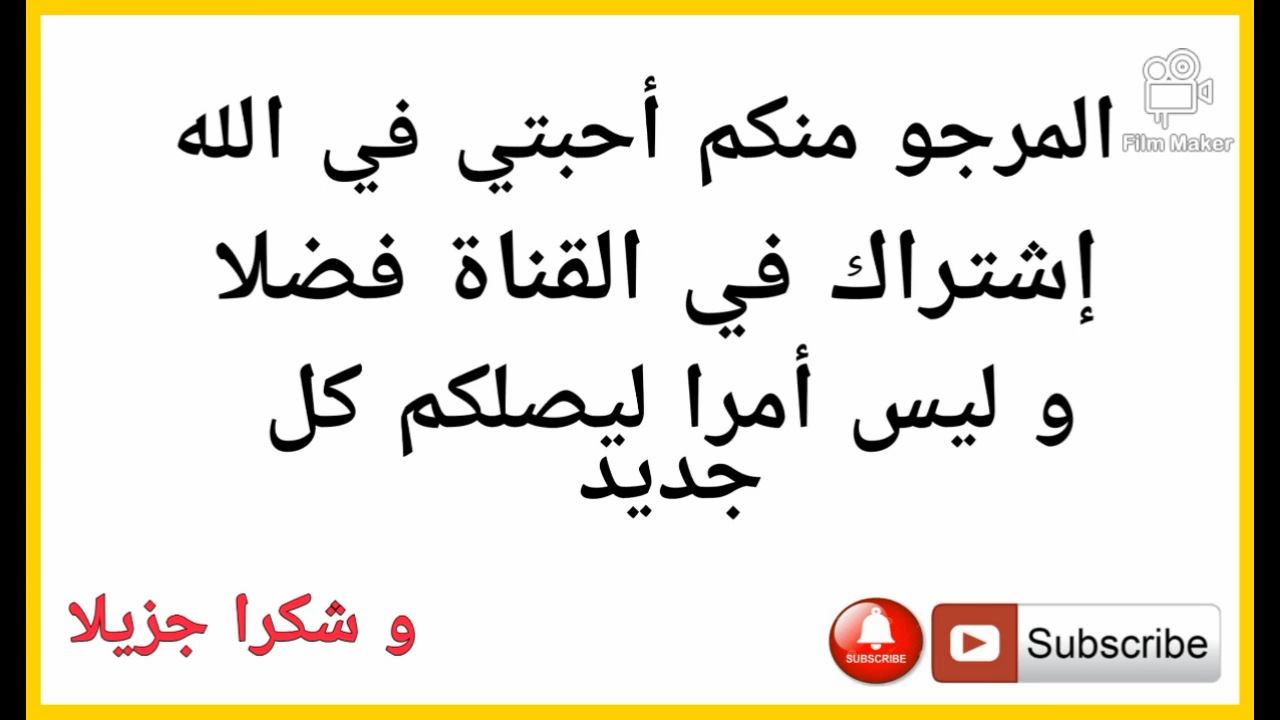 المرجو منكم أحبتي في الله
Film Maker
إشتراك في القناة فضلا
و ليس أمرا ليصلكم كل
جديد
و شكرا جزيلا
SUBSCRIBE
Subscribe